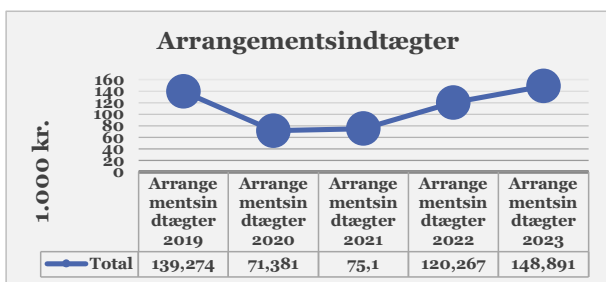 Arrangementsindtægter
1.000 kr.
160
140
120
100
80
60
40
20
0
Arrange
mentsin
dtægter
2019
Arrange
mentsin
dtægter
2020
Arrange
mentsin
dtægter
2021
Arrange
mentsin
dtægter
2022
Arrange
mentsin
dtægter
2023
Total 139,274 71,381 75,1 120,267 148,891